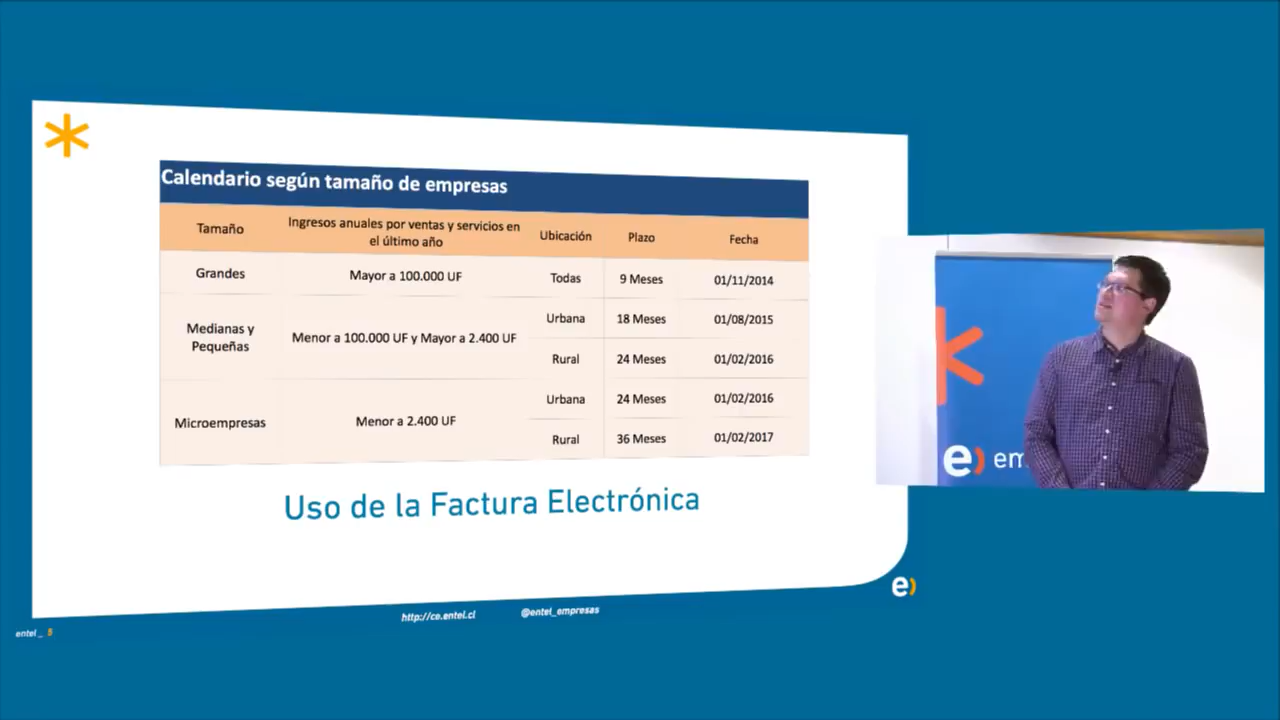 Calendario según tamaño de empresas
Tamaño
Ingresos anuales por ventas y servicios en
el último año
Ubicación
Plazo
Fecha
Grandes
Mayor a 100.000 UF
Todas
9 Meses
01/11/2014
Medianas y
Pequeñas
Menor a 100.000 UF y Mayor a 2.400 UF
Urbana
18 Meses
01/08/2015
Rural
24 Meses
01/02/2016
Microempresas
Menor a 2.400 UF
Urbana
24 Meses
01/02/2016
Rural
36 Meses
01/02/2017
Uso de la Factura Electrónica
e)
http://ce.entel.cl
@entel_empresas
entel_ 5
e) em